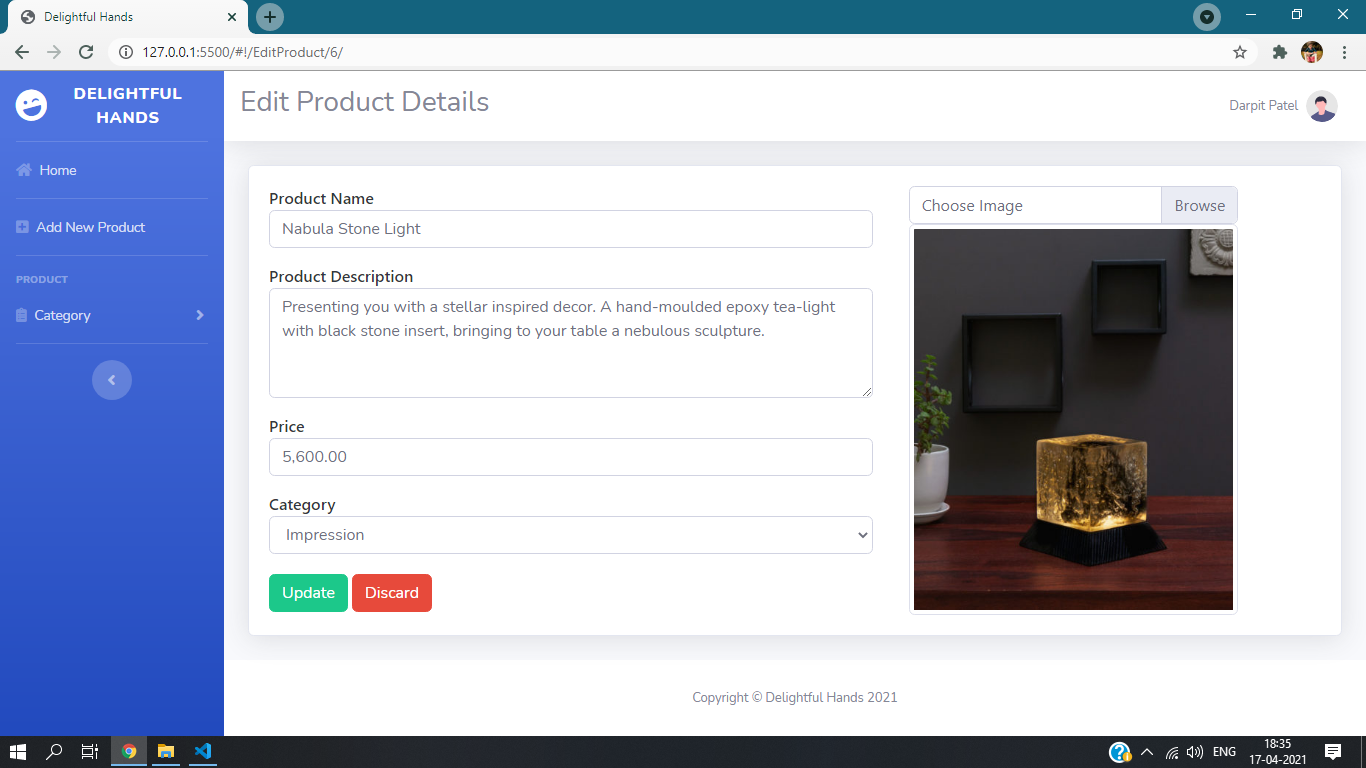 Delightful Hands
127.0.0.1:5500/#!/EditProduct/6/
DELIGHTFUL
HANDS
Home
Add New Product
PRODUCT
Category
Edit Product Details
Darpit Patel
Product Name
Nabula Stone Light
Product Description
Presenting you with a stellar inspired decor. A hand-moulded epoxy tea-light
with black stone insert, bringing to your table a nebulous sculpture.
Price
5,600.00
Category
Impression
Update Discard
Choose Image Browse
Copyright © Delightful Hands 2021
ENG
18:35
17-04-2021